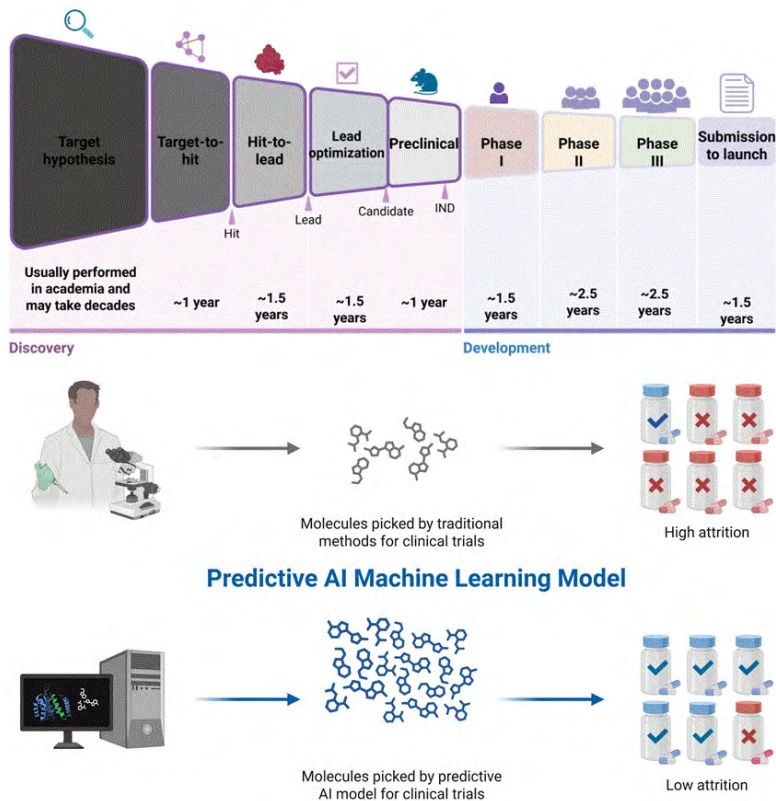 Target
hypothesis
Target-to-
hit
Hit-to-
lead
Lead
optimization
Preclinical
Phase
I
Phase
II
Phase
III
Submission
to launch
Hit
Lead
Candidate
IND
Usually performed
in academia and
may take decades
~1 year
~1.5
years
~1.5
years
~1 year
~1.5
years
~2.5
years
~2.5
years
~1.5
years
Discovery
Development
Molecules picked by traditional
methods for clinical trials
High attrition
Predictive AI Machine Learning Model
Molecules picked by predictive
AI model for clinical trials
Low attrition